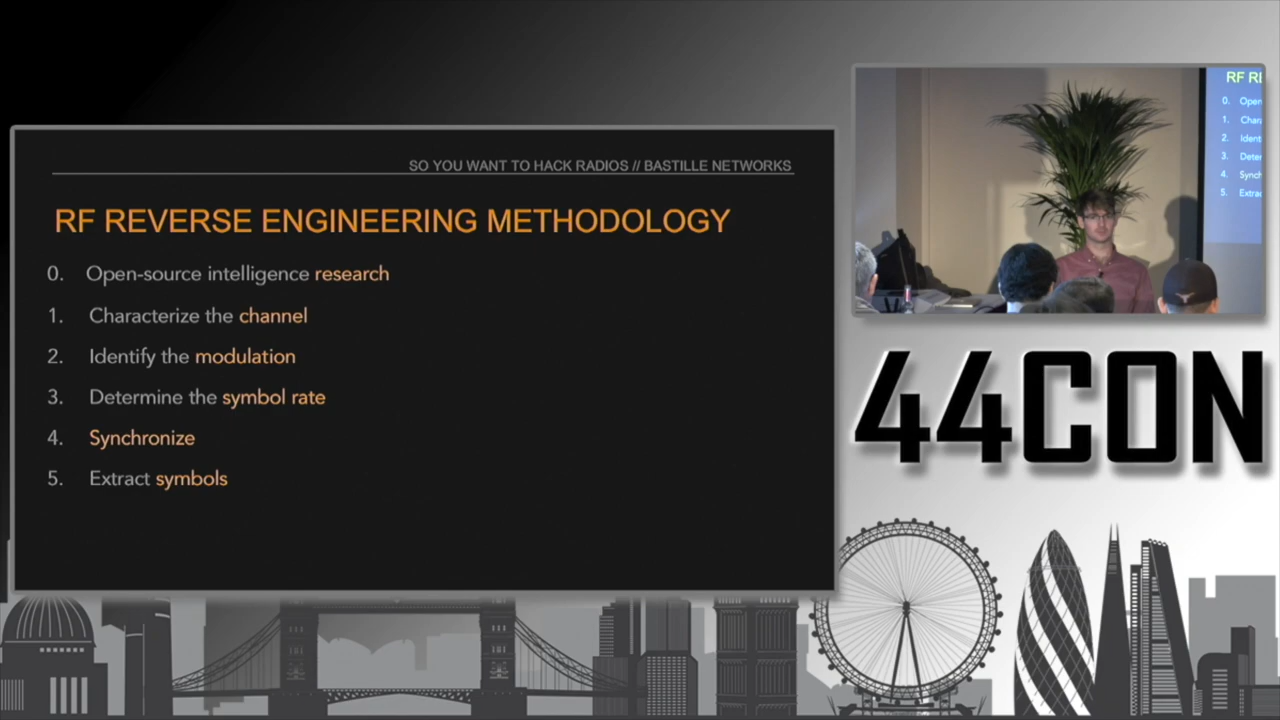 SO YOU WANT TO HACK RADIOS // BASTILLE NETWORKS
RF REVERSE ENGINEERING METHODOLOGY
0. Open-source intelligence research
1. Characterize the channel
2. Identify the modulation
3. Determine the symbol rate
4. Synchronize
5. Extract symbols
RF RE
0. Open
1. Char
2. Ident
3. Deter
4. Synch
5. Extrac
44CON